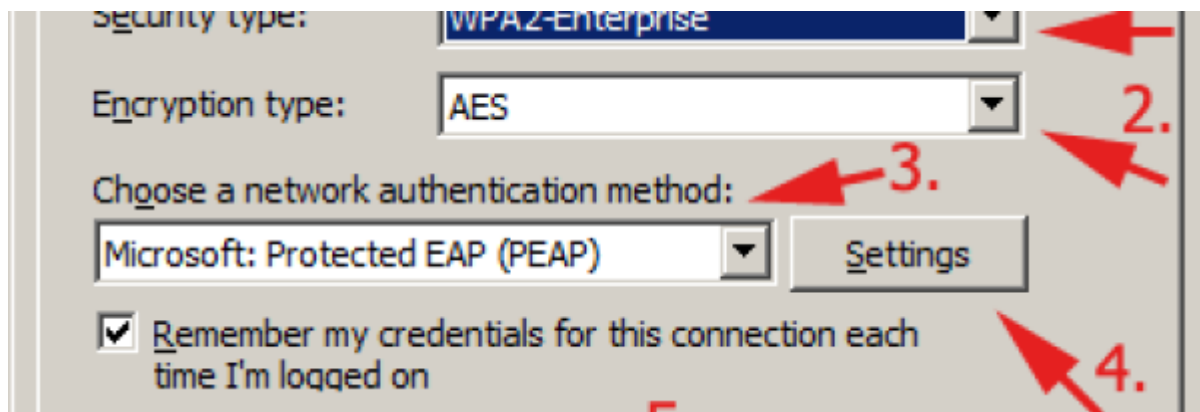 Security type: WPA2-Enterprise
Encryption type: AES 2.
Choose a network authentication method: 3.
Microsoft: Protected EAP (PEAP) Settings
Remember my credentials for this connection each
time I'm logged on 4.